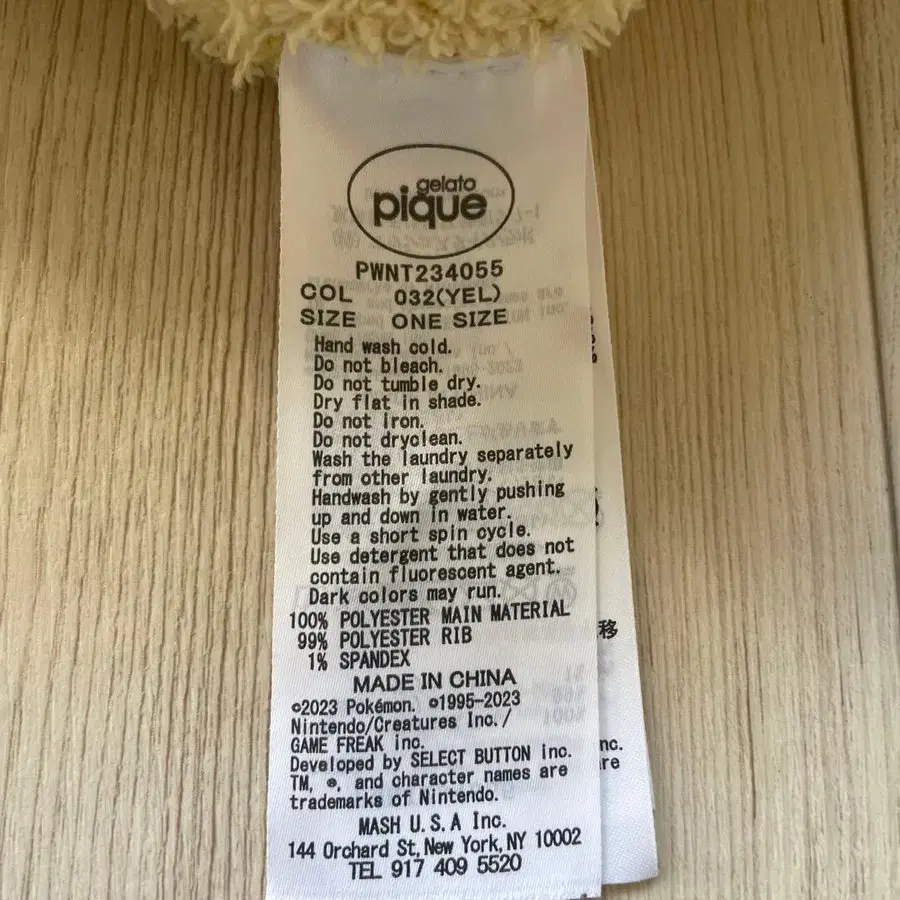 gelato
pique
PWNT234055
COL 032(YEL)
SIZE ONE SIZE
Hand wash cold.
Do not bleach.
Do not tumble dry.
Dry flat in shade.
Do not iron.
Do not dryclean.
Wash the laundry separately
from other laundry.
Handwash by gently pushing
up and down in water.
Use a short spin cycle.
Use detergent that does not
contain fluorescent agent.
Dark colors may run.
100% POLYESTER MAIN MATERIAL
99% POLYESTER RIB
1% SPANDEX
MADE IN CHINA
©2023 Pokémon. ©1995-2023
Nintendo/Creatures Inc./
GAME FREAK inc.
Developed by SELECT BUTTON inc.
TM, ®, and character names are
trademarks of Nintendo.
MASH U.S.A Inc.
144 Orchard St, New York, NY 10002
TEL 917 409 5520
移
nc.
re